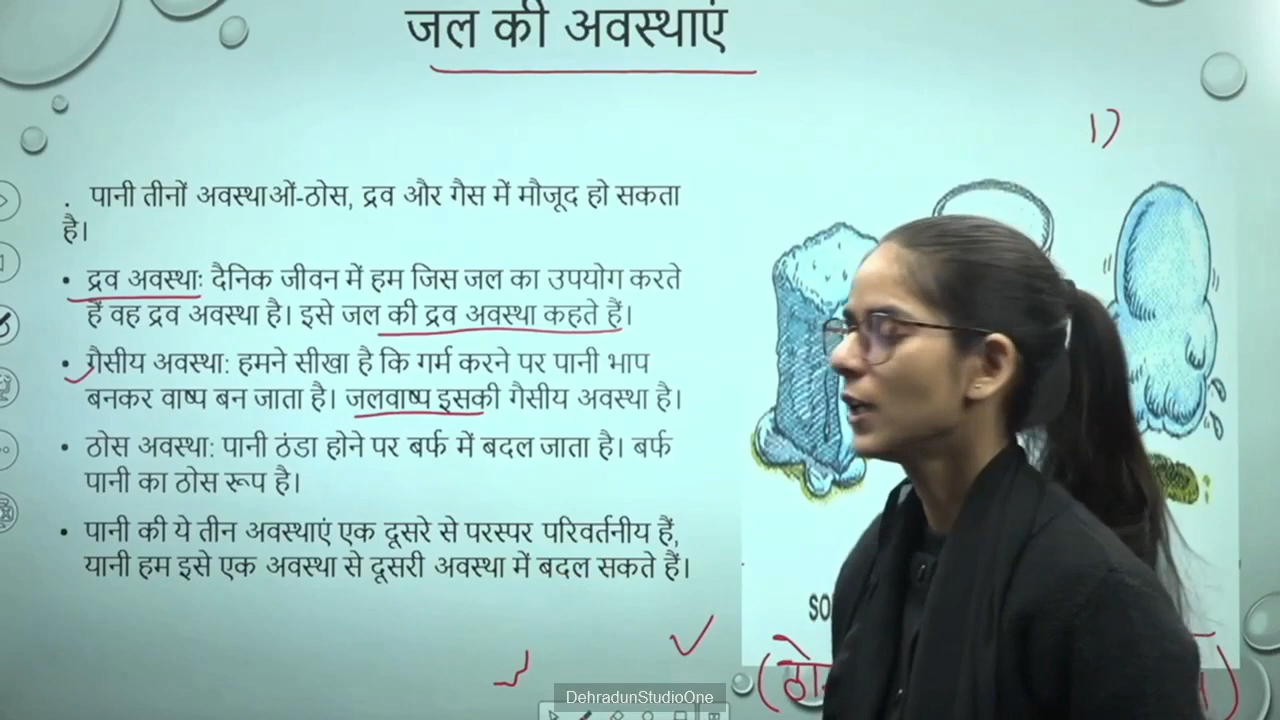 जल की अवस्थाएं
1)
. पानी तीनों अवस्थाओं-ठोस, द्रव और गैस में मौजूद हो सकता
है।
• द्रव अवस्थाः दैनिक जीवन में हम जिस जल का उपयोग करते
हैं वह द्रव अवस्था है। इसे जल की द्रव अवस्था कहते हैं।
• गैसीय अवस्था: हमने सीखा है कि गर्म करने पर पानी भाप
बनकर वाष्प बन जाता है। जलवाष्प इसकी गैसीय अवस्था है।
• ठोस अवस्था: पानी ठंडा होने पर बर्फ में बदल जाता है। बर्फ
पानी का ठोस रूप है।
• पानी की ये तीन अवस्थाएं एक दूसरे से परस्पर परिवर्तनीय हैं,
यानी हम इसे एक अवस्था से दूसरी अवस्था में बदल सकते हैं।
DehradunStudioOne